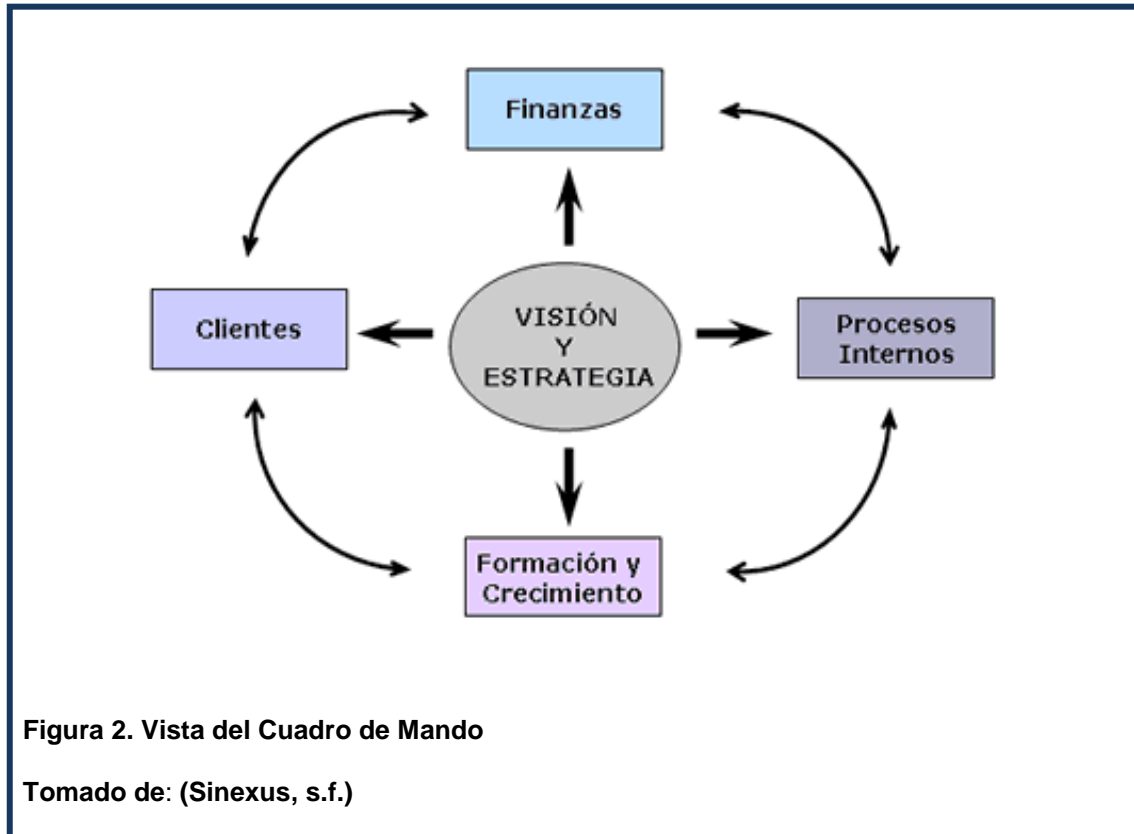 Finanzas
Clientes
VISIÓN
Y
ESTRATEGIA
Procesos
Internos
Formación y
Crecimiento
Figura 2. Vista del Cuadro de Mando
Tomado de: (Sinexus, s.f.)